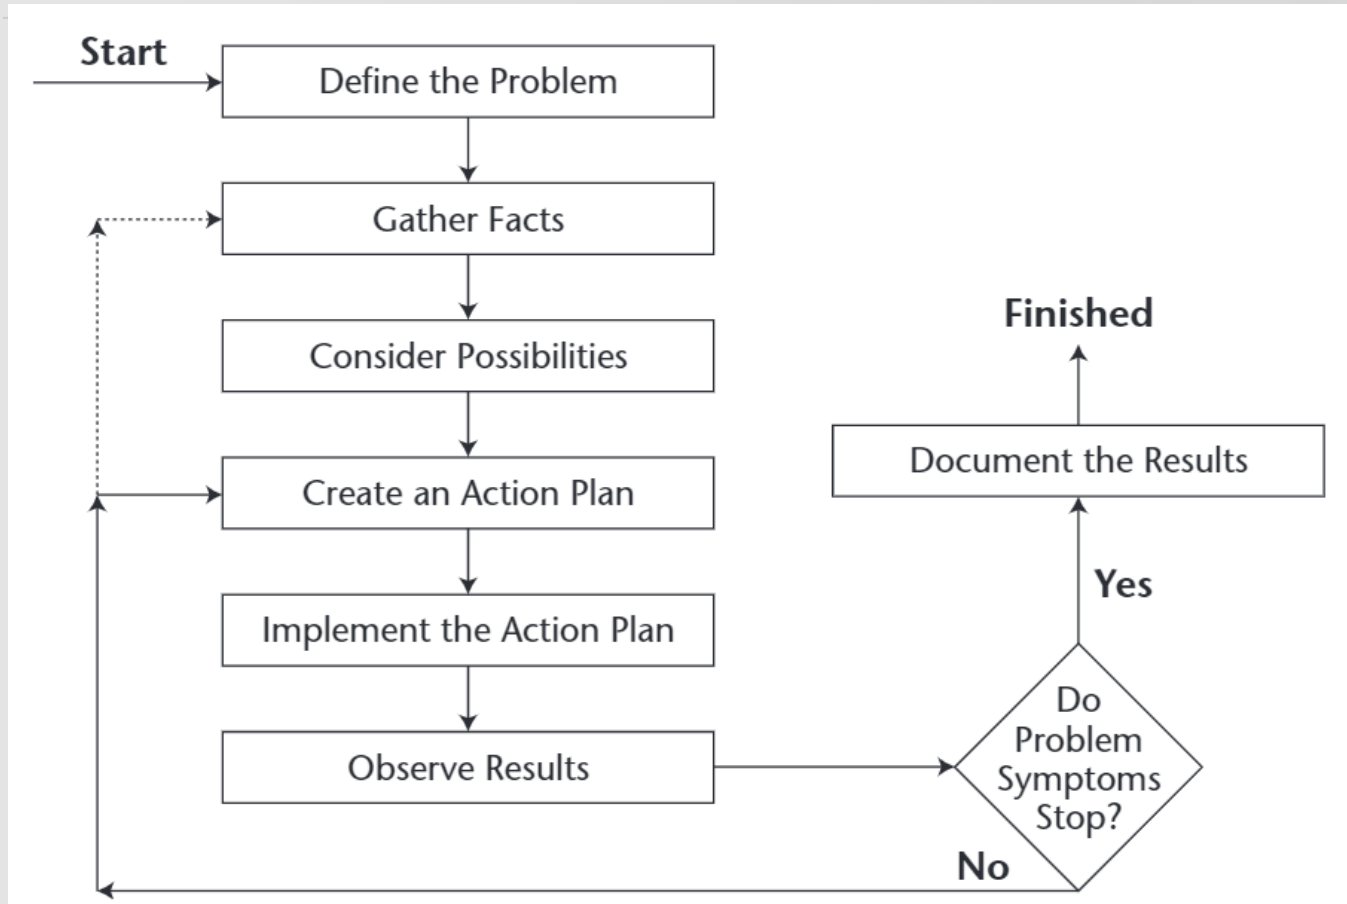 Start
Define the Problem
Gather Facts
Consider Possibilities
Create an Action Plan
Implement the Action Plan
Observe Results
Do
Problem
Symptoms
Stop?
No
Yes
Document the Results
Finished